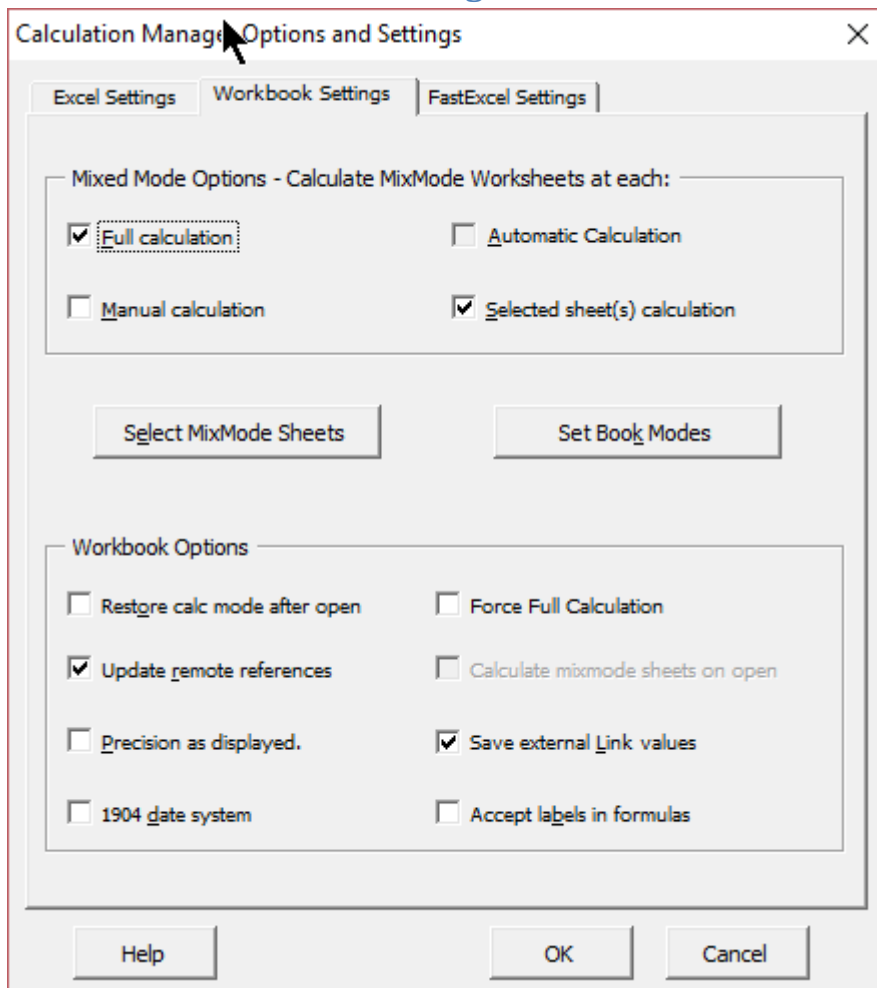 Calculation Manager Options and Settings
Excel Settings
Workbook Settings
FastExcel Settings
Mixed Mode Options - Calculate MixMode Worksheets at each:
Full calculation
Automatic Calculation
Manual calculation
Selected sheet(s) calculation
Select MixMode Sheets
Set Book Modes
Workbook Options
Restore calc mode after open
Force Full Calculation
Update remote references
Calculate mixmode sheets on open
Precision as displayed.
Save external Link values
1904 date system
Accept labels in formulas
Help
OK
Cancel